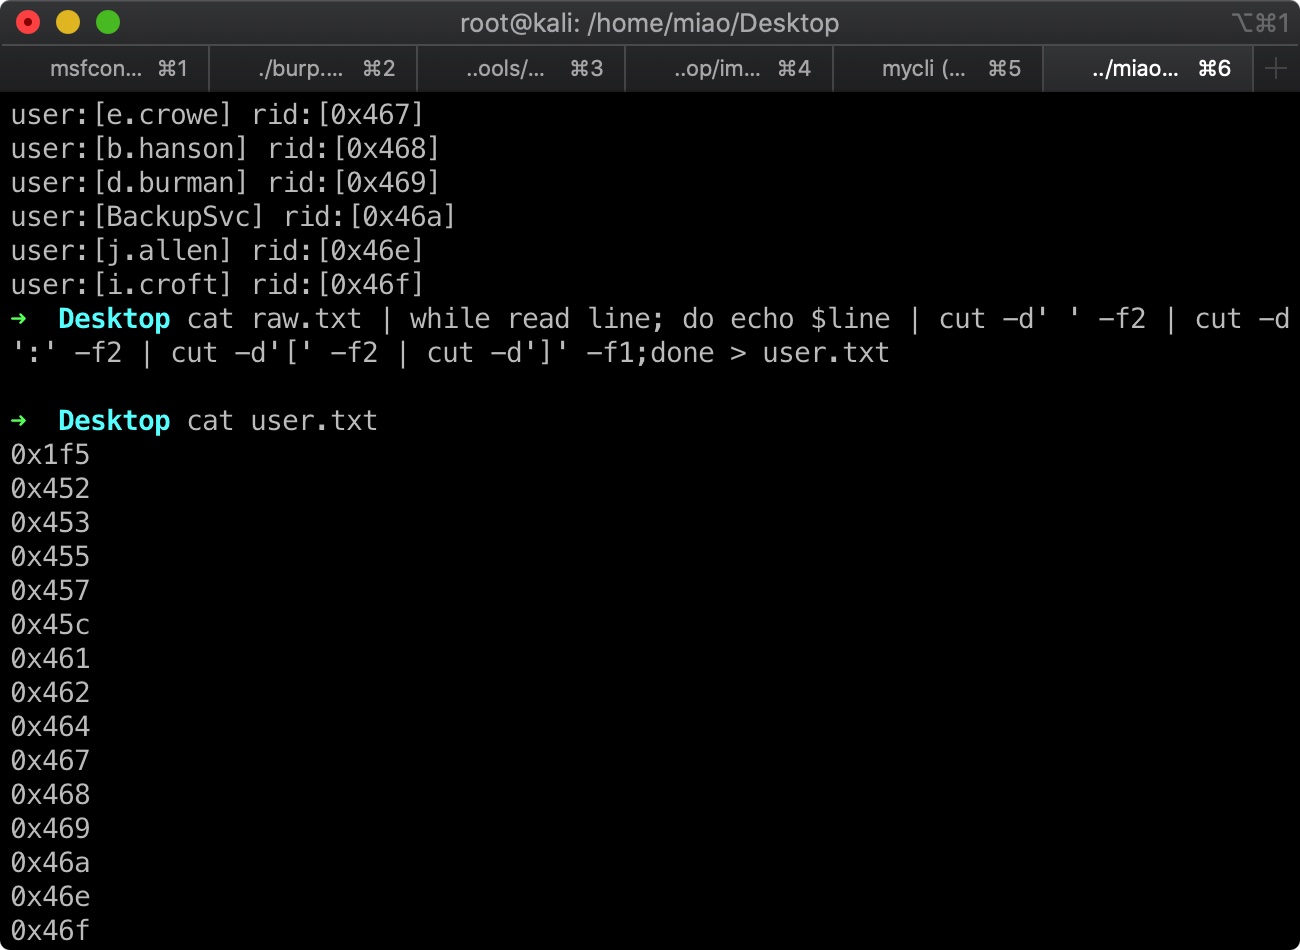 root@kali: /home/miao/Desktop
⌥⌘1
msfcon... ⌘1
./burp.... ⌘2
..ools/... ⌘3
..op/im... ⌘4
mycli (... ⌘5
../miao... ⌘6
user:[e.crowe] rid:[0x467]
user:[b.hanson] rid:[0x468]
user:[d.burman] rid:[0x469]
user:[BackupSvc] rid:[0x46a]
user:[j.allen] rid:[0x46e]
user:[i.croft] rid:[0x46f]
→ Desktop cat raw.txt | while read line; do echo $line | cut -d' ' -f2 | cut -d
':' -f2 | cut -d'[' -f2 | cut -d']' -f1;done > user.txt
→ Desktop cat user.txt
0x1f5
0x452
0x453
0x455
0x457
0x45c
0x461
0x462
0x464
0x467
0x468
0x469
0x46a
0x46e
0x46f